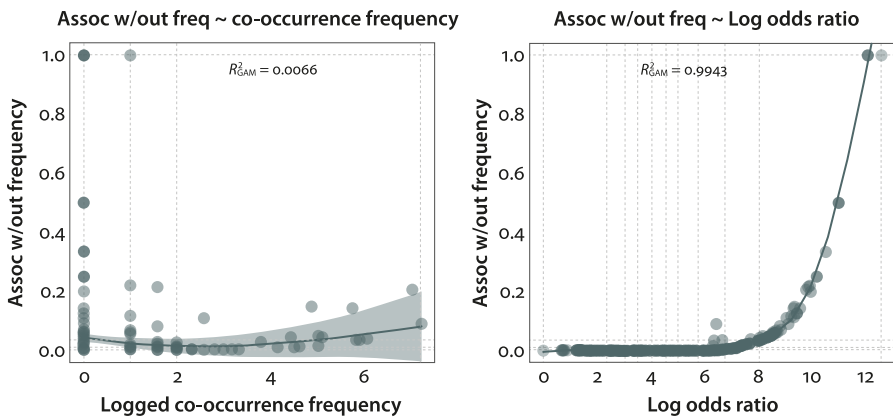 Assoc w/out freq ~ co-occurrence frequency
R²GAM = 0.0066
Assoc w/out frequency
1.0
0.8
0.6
0.4
0.2
0.0
0 2 4 6
Logged co-occurrence frequency
Assoc w/out freq ~ Log odds ratio
R²GAM = 0.9943
Assoc w/out frequency
1.0
0.8
0.6
0.4
0.2
0.0
0 2 4 6 8 10 12
Log odds ratio